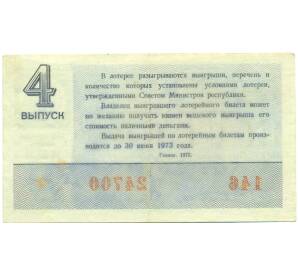 4
ВЫПУСК
В лотерее разыгрываются выигрыши, перечень и
количество которых установлены условиями лотереи,
утвержденными Советом Министров республики.
Владелец выигравшего лотерейного билета может
по желанию получить взамен вещевого выигрыша его
стоимость наличными деньгами.
Выдача выигрышей по лотерейным билетам произ-
водится до 30 июня 1973 года.
Гознак. 1972.
24700
146